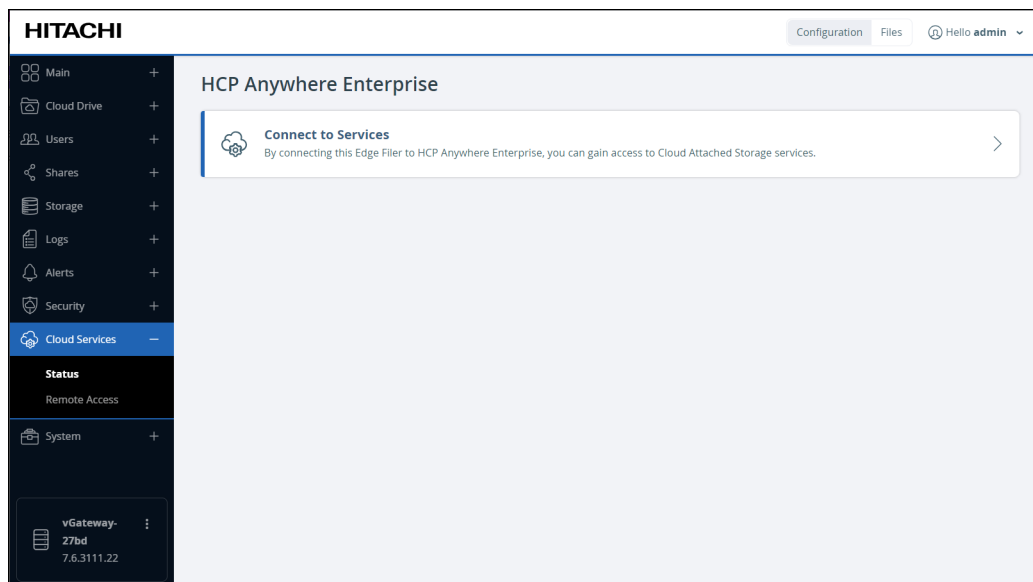 HITACHI
Configuration
Files
Hello admin
Main
Cloud Drive
Users
Shares
Storage
Logs
Alerts
Security
Cloud Services
Status
Remote Access
System
vGateway-
27bd
7.6.3111.22
HCP Anywhere Enterprise
Connect to Services
By connecting this Edge Filer to HCP Anywhere Enterprise, you can gain access to Cloud Attached Storage services.